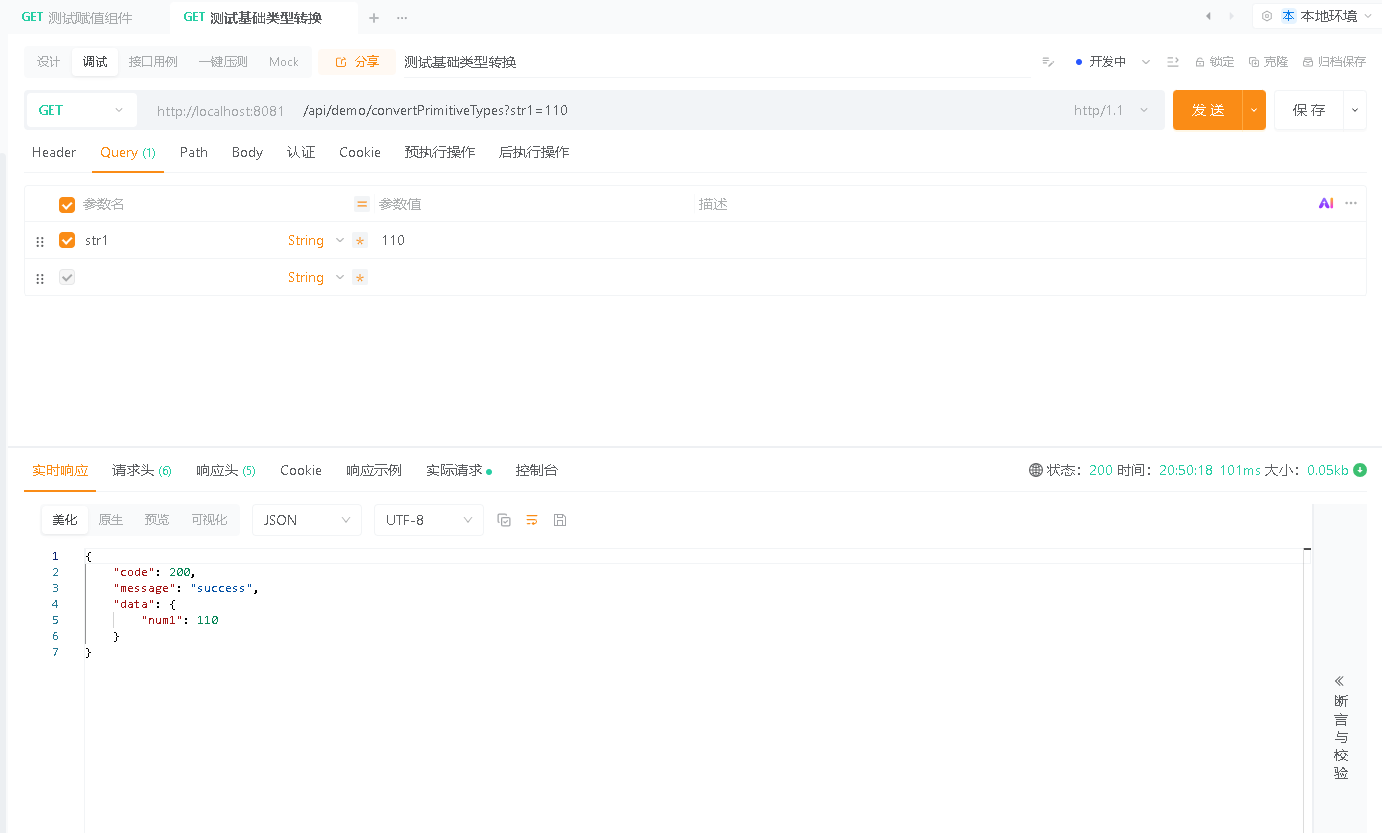 GET 测试赋值组件 GET 测试基础类型转换 + ··· 本 本地环境
设计 调试 接口用例 一键压测 Mock 分享 测试基础类型转换 开发中 锁定 克隆 归档保存
GET http://localhost:8081 /api/demo/convertPrimitiveTypes?str1=110 http/1.1 发送 保存
Header Query (1) Path Body 认证 Cookie 预执行操作 后执行操作
参数名 = 参数值 描述 AI ···
str1 String * 110
String *
实时响应 请求头 (6) 响应头 (5) Cookie 响应示例 实际请求 控制台 状态: 200 时间: 20:50:18 101ms 大小: 0.05kb
美化 原生 预览 可视化 JSON UTF-8
1 {
2 "code": 200,
3 "message": "success",
4 "data": {
5 "num1": 110
6 }
7 }
断言与校验